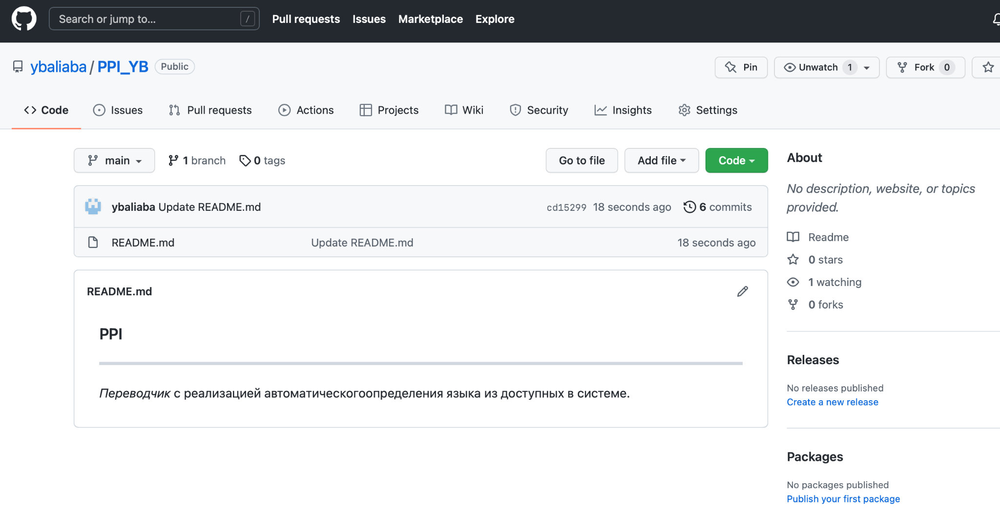 Search or jump to... /
Pull requests Issues Marketplace Explore
ybaliaba / PPI_YB Public
Pin
Unwatch 1
Fork 0
Code Issues Pull requests Actions Projects Wiki Security Insights Settings
main
1 branch
0 tags
Go to file
Add file
Code
ybaliaba Update README.md cd15299 18 seconds ago 6 commits
README.md Update README.md 18 seconds ago
README.md
PPI
Переводчик с реализацией автоматическогоопределения языка из доступных в системе.
About
No description, website, or topics
provided.
Readme
0 stars
1 watching
0 forks
Releases
No releases published
Create a new release
Packages
No packages published
Publish your first package